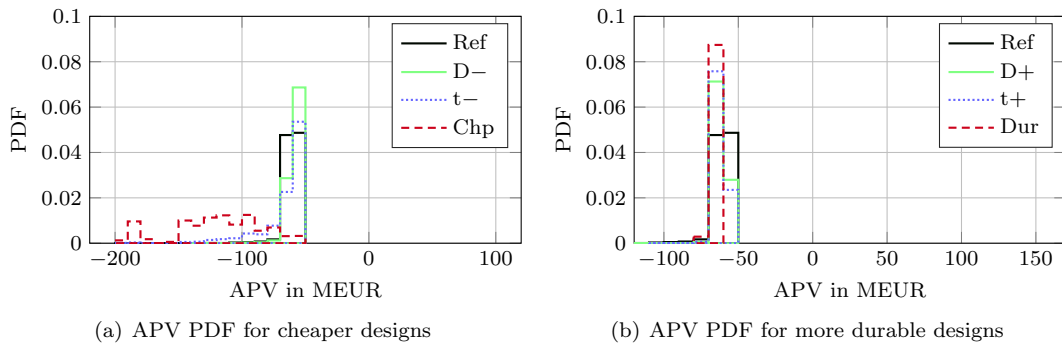 0.1
0.08
0.06
0.04
0.02
0
PDF
Ref
D−
t−
Chp
−200
−100
0
100
APV in MEUR
(a) APV PDF for cheaper designs
0.1
0.08
0.06
0.04
0.02
0
PDF
Ref
D+
t+
Dur
−100
−50
0
50
100
150
APV in MEUR
(b) APV PDF for more durable designs